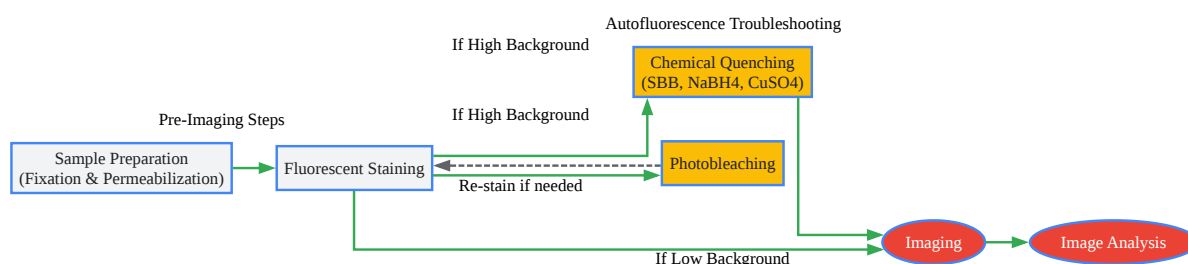 Autofluorescence Troubleshooting
If High Background
Chemical Quenching
(SBB, NaBH4, CuSO4)
If High Background
Pre-Imaging Steps
Sample Preparation
(Fixation & Permeabilization)
Fluorescent Staining
Photobleaching
Re-stain if needed
Imaging
Image Analysis
If Low Background